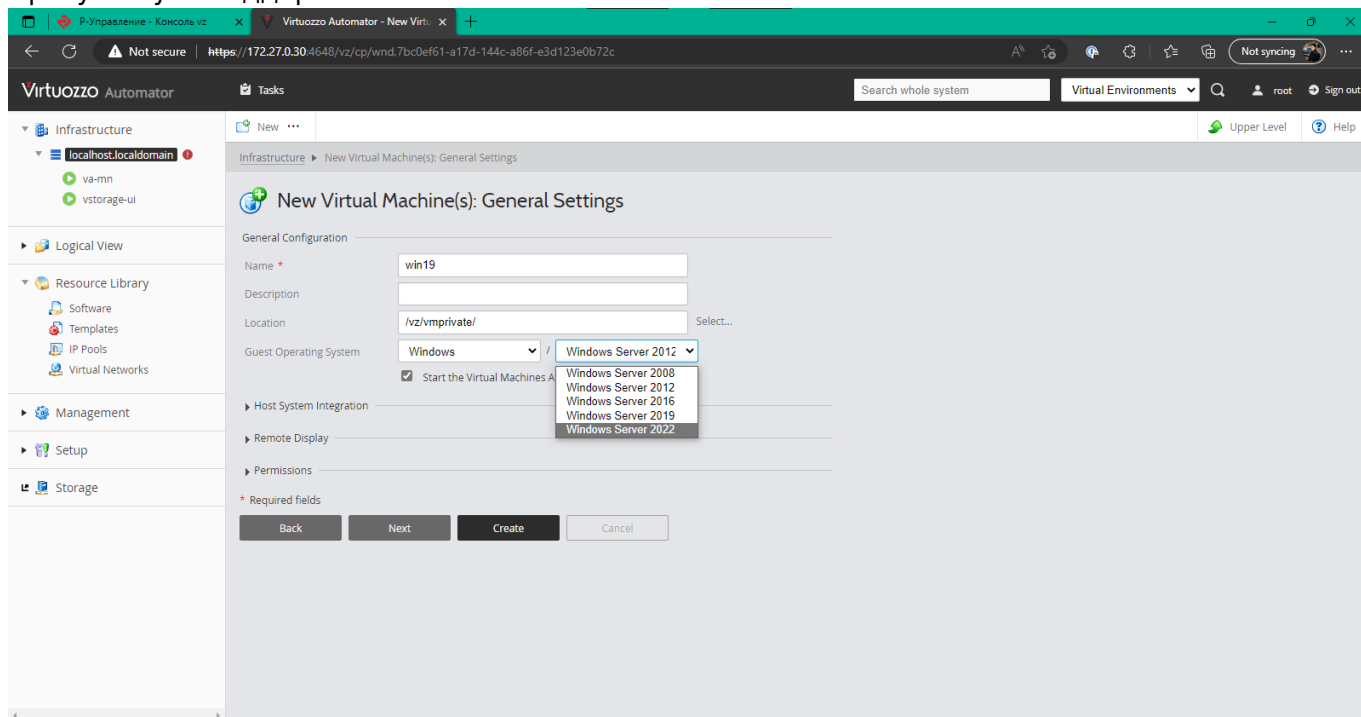 Р-Управление - Консоль vz
Virtuozzo Automator - New Virtu
Not secure
https://172.27.0.30:4648/vz/cp/wnd.7bc0ef61-a17d-144c-a86f-e3d123e0b72c
Not syncing
Virtuozzo Automator
Tasks
Search whole system
Virtual Environments
root
Sign out
Infrastructure
localhost.localdomain
va-mn
vstorage-ui
Logical View
Resource Library
Software
Templates
IP Pools
Virtual Networks
Management
Setup
Storage
New
Upper Level
Help
Infrastructure ▸ New Virtual Machine(s): General Settings
New Virtual Machine(s): General Settings
General Configuration
Name * win19
Description
Location /vz/vmprivate/ Select...
Guest Operating System Windows / Windows Server 2012
Start the Virtual Machines A
Windows Server 2008
Windows Server 2012
Windows Server 2016
Windows Server 2019
Windows Server 2022
Host System Integration
Remote Display
Permissions
* Required fields
Back Next Create Cancel